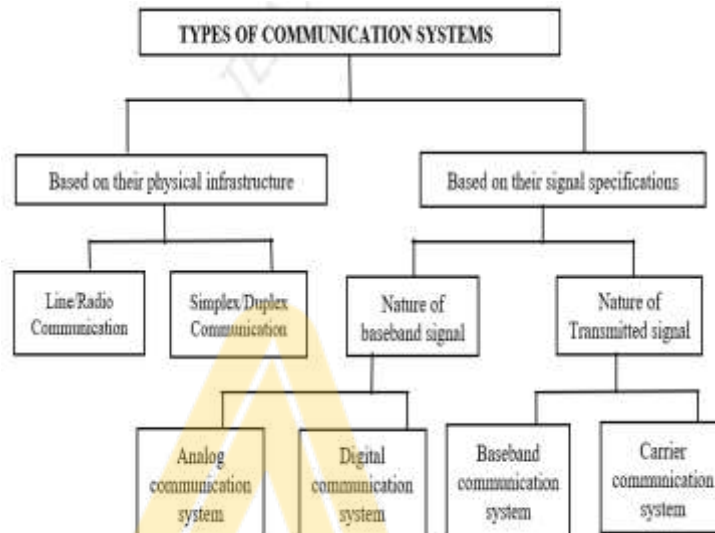 TYPES OF COMMUNICATION SYSTEMS
Based on their physical infrastructure
Based on their signal specifications
Line/Radio
Communication
Simplex/Duplex
Communication
Nature of
baseband signal
Nature of
Transmitted signal
Analog
communication
system
Digital
communication
system
Baseband
communication
system
Carrier
communication
system